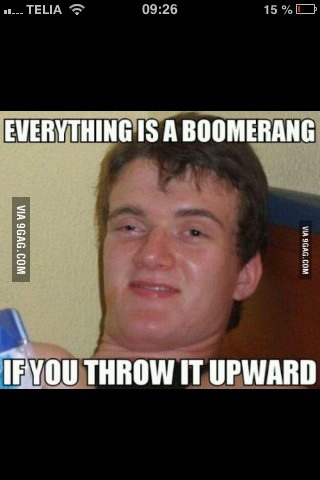 TELIA 09:26 15 %
EVERYTHING IS A BOOMERANG
VIA 9GAG.COM
VIA 9GAG.COM
IF YOU THROW IT UPWARD